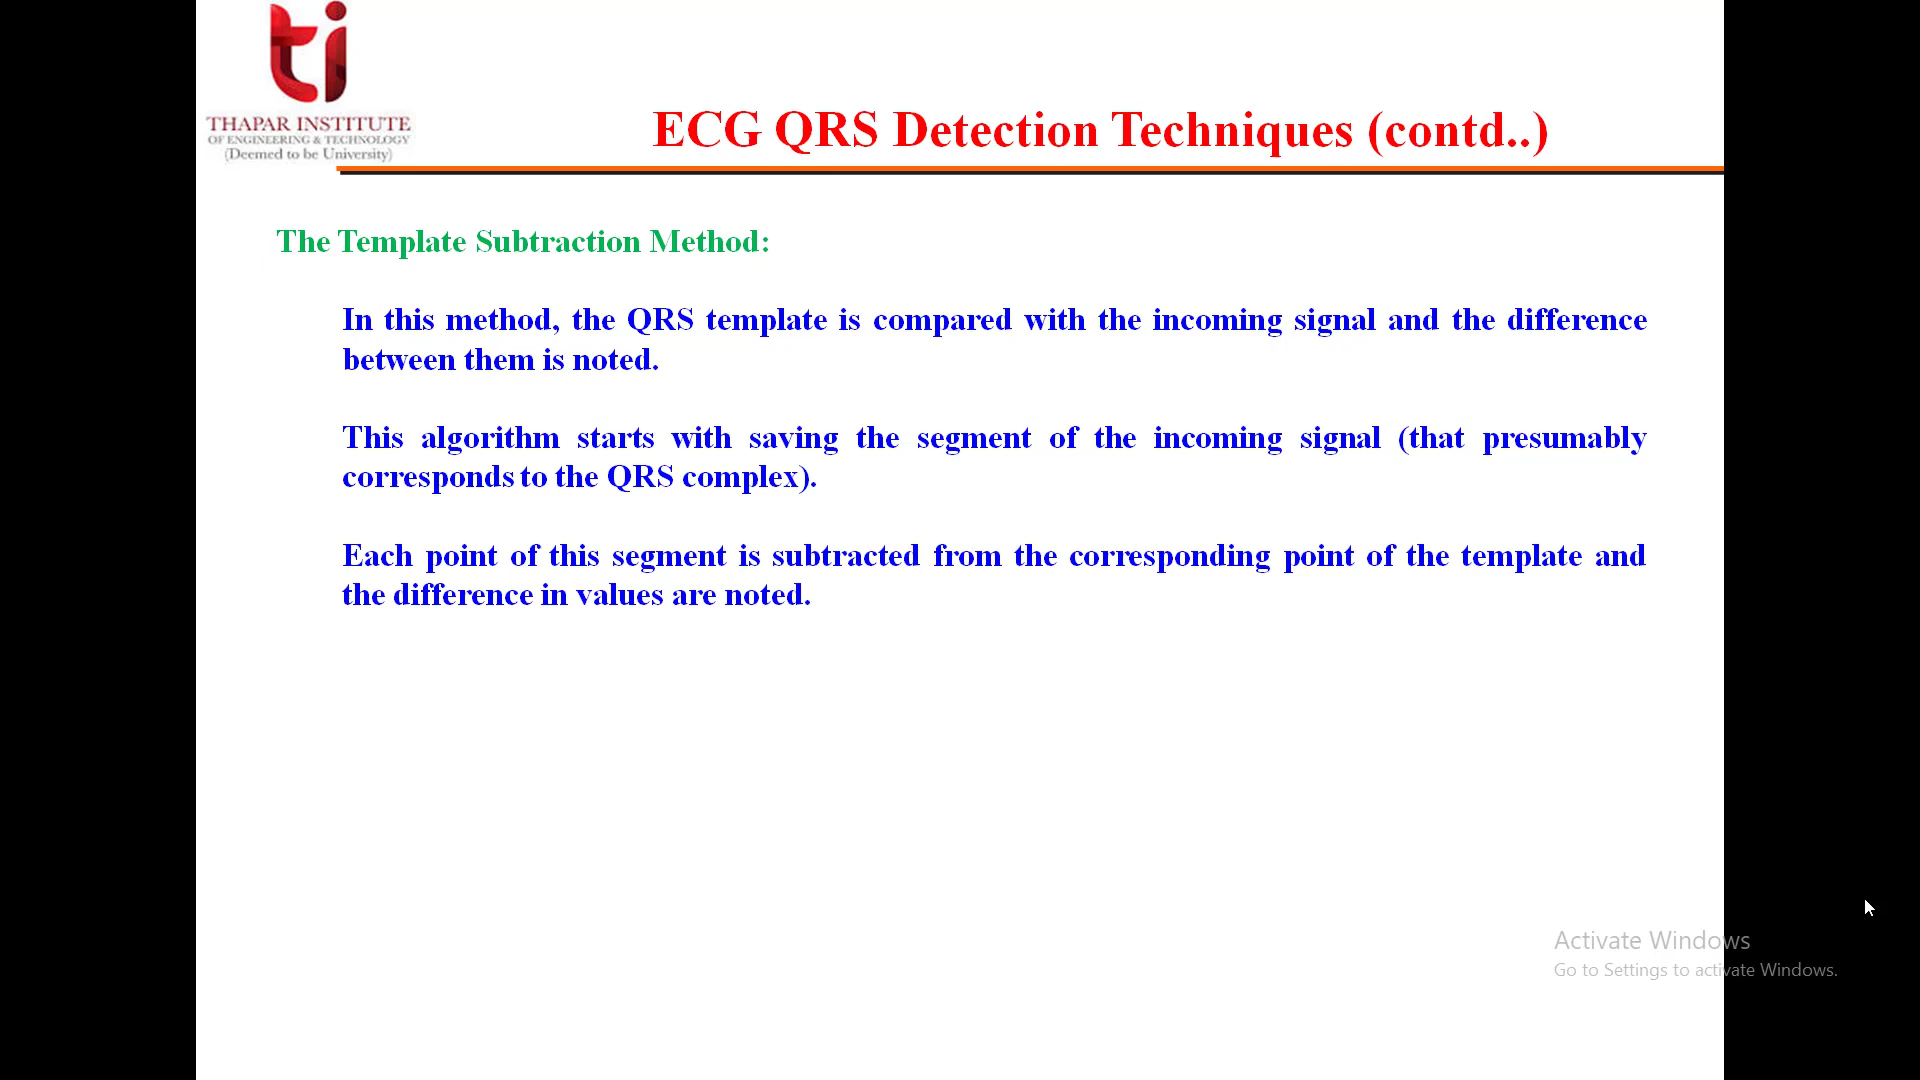 ti
THAPAR INSTITUTE
OF ENGINEERING & TECHNOLOGY
(Deemed to be University)
ECG QRS Detection Techniques (contd..)
The Template Subtraction Method:
In this method, the QRS template is compared with the incoming signal and the difference
between them is noted.
This algorithm starts with saving the segment of the incoming signal (that presumably
corresponds to the QRS complex).
Each point of this segment is subtracted from the corresponding point of the template and
the difference in values are noted.
Activate Windows
Go to Settings to activate Windows.